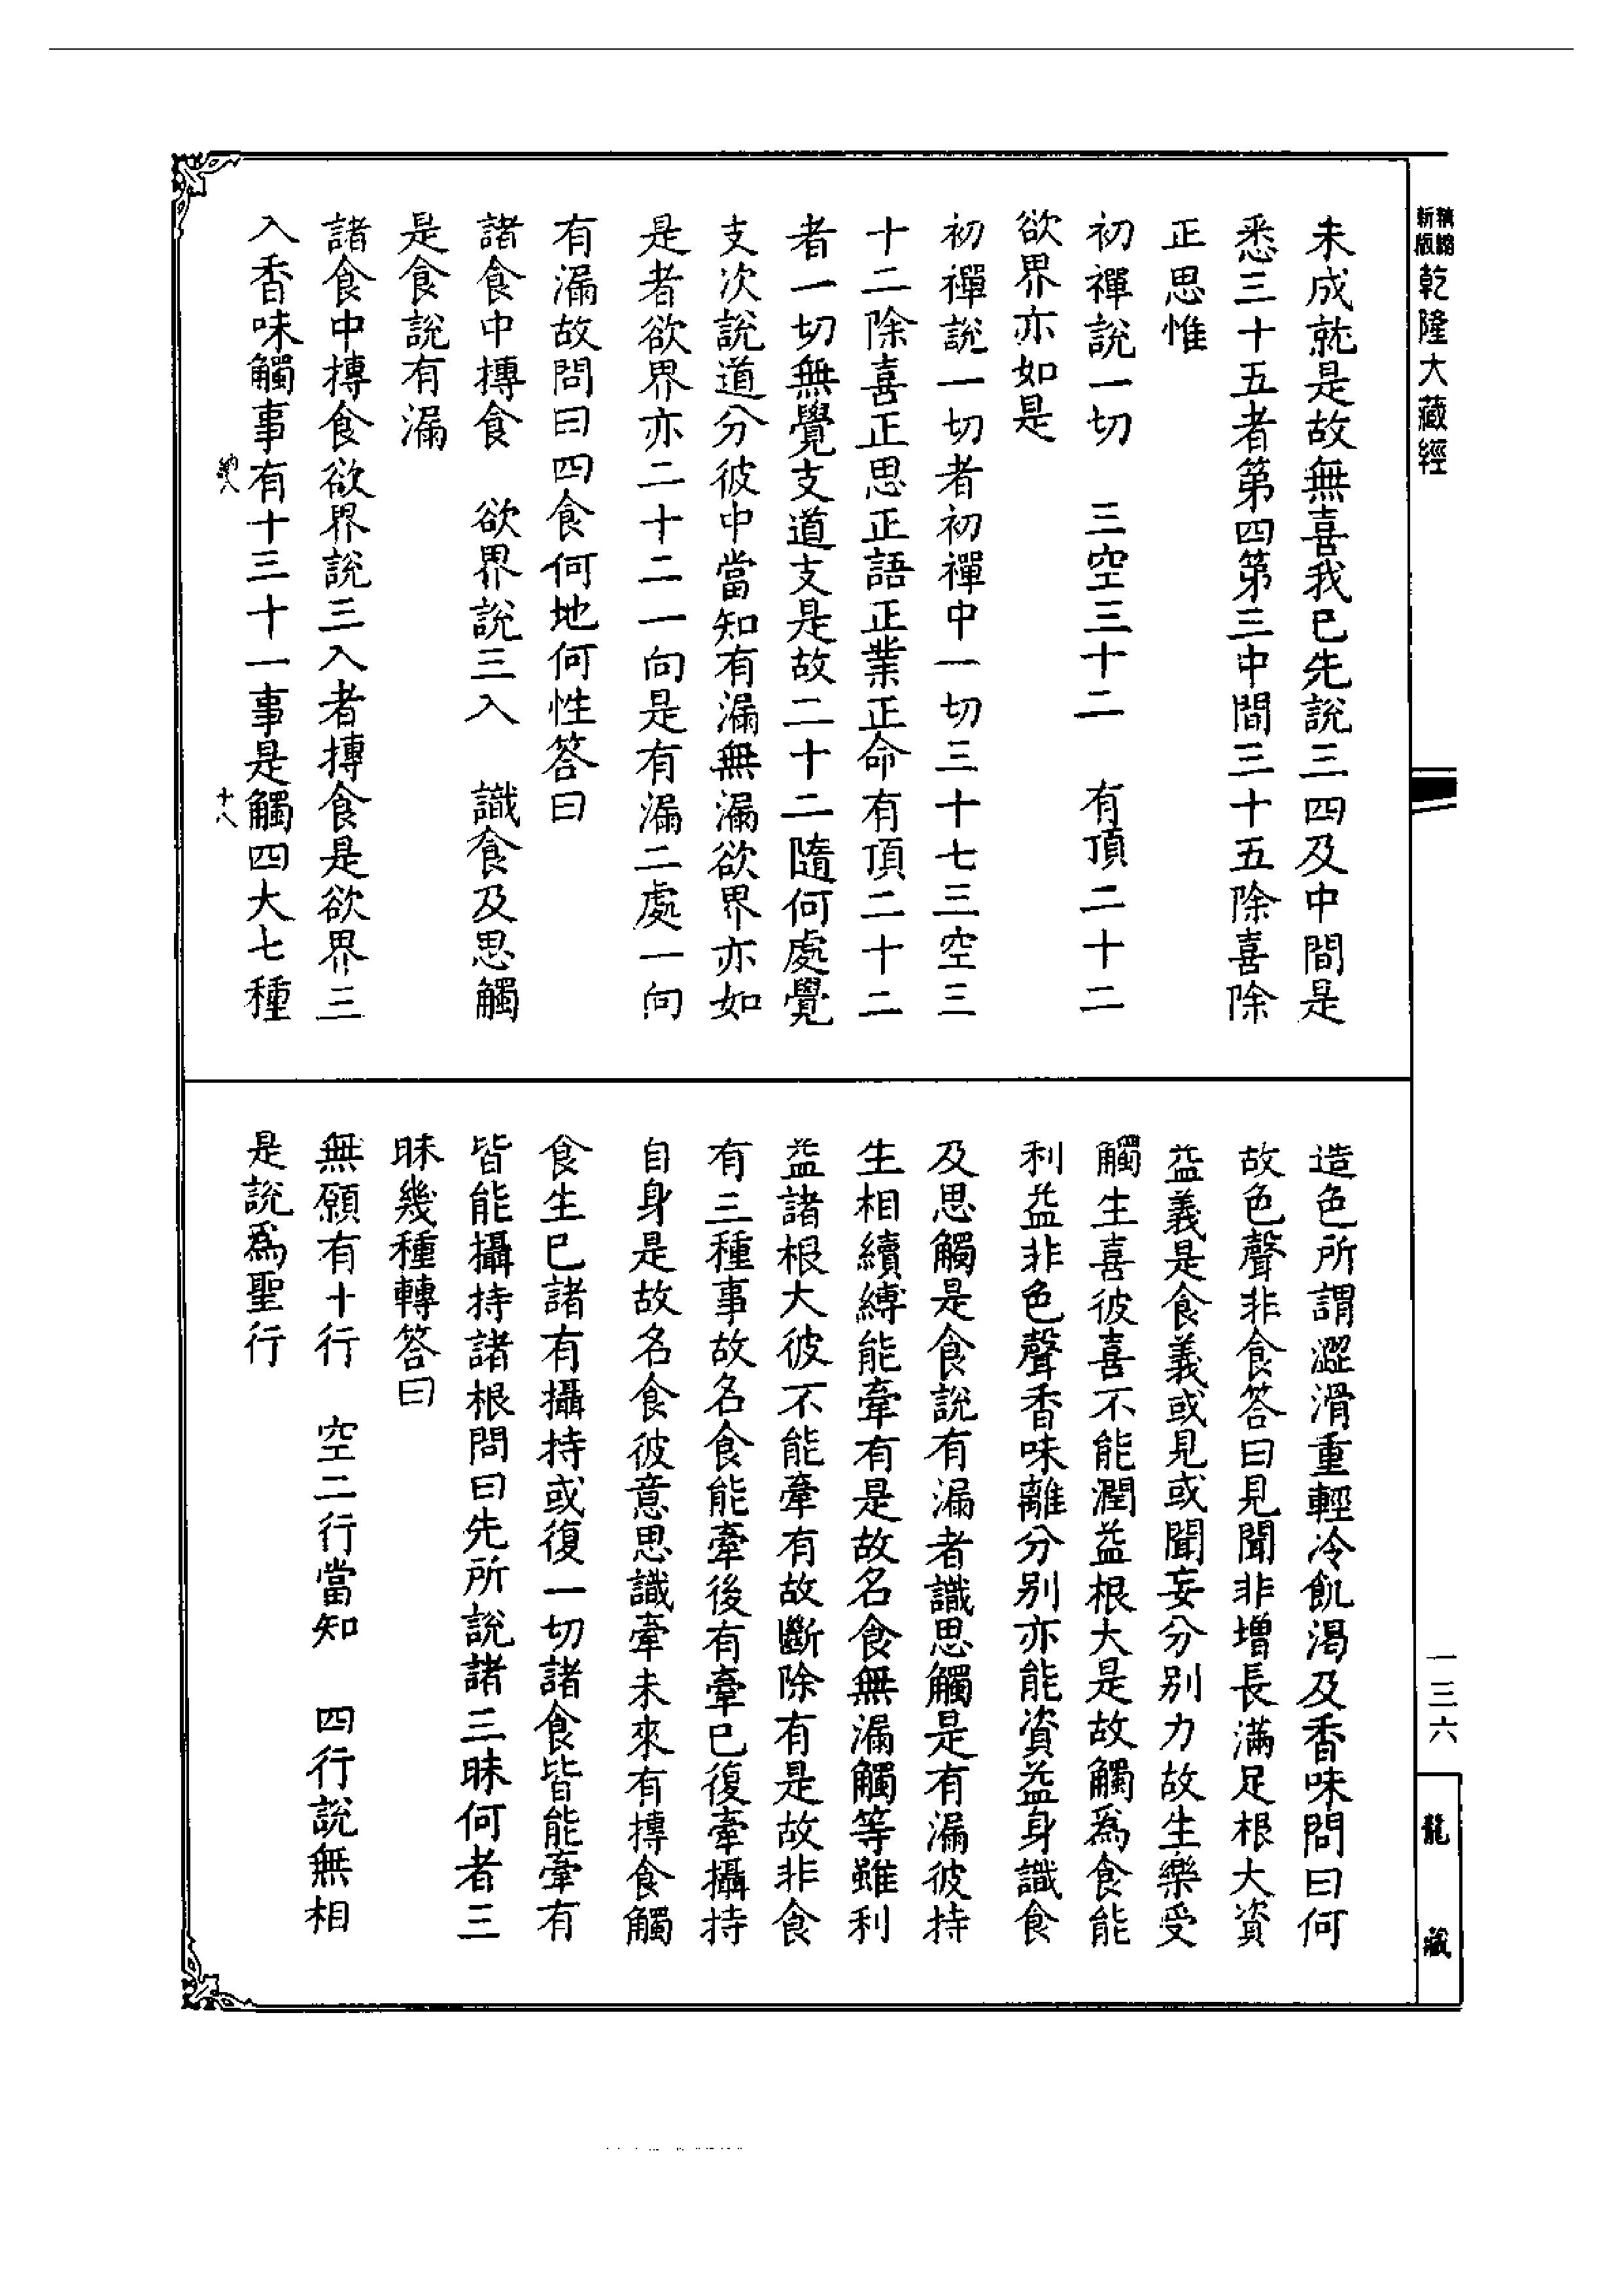 新版精縮乾隆大藏經
未成就是故無喜我已先說三四及中間是
悉三十五者第四第三中間三十五除喜除
正思惟
初禪說一切　三空三十二　有頂二十二
欲界亦如是
初禪說一切者初禪中一切三十七三空三
十二除喜正思正語正業正命有頂二十二
者一切無覺支道支是故二十二隨何處覺
支次說道分彼中當知有漏無漏欲界亦如
是者欲界亦二十二一向是有漏二處一向
有漏故問曰四食何地何性答曰
諸食中摶食　欲界說三入　識食及思觸
是食說有漏
諸食中摶食欲界說三入者摶食是欲界三
入香味觸事有十三十一事是觸四大七種
納八
十八
造色所謂澀滑重輕冷飢渴及香味問曰何
故色聲非食答曰見聞非增長滿足根大資
益義是食義或見或聞妄分别力故生樂受
觸生喜彼喜不能潤益根大是故觸爲食能
利益非色聲香味離分别亦能資益身識食
及思觸是食說有漏者識思觸是有漏彼持
生相續縛能牽有是故名食無漏觸等雖利
益諸根大彼不能牽有故斷除有是故非食
有三種事故名食能牽後有牽已復牽攝持
自身是故名食彼意思識牽未來有摶食觸
食生已諸有攝持或復一切諸食皆能牽有
皆能攝持諸根問曰先所說諸三昧何者三
昧幾種轉答曰
無願有十行　空二行當知　四行說無相
是說爲聖行
一三六
龍　藏